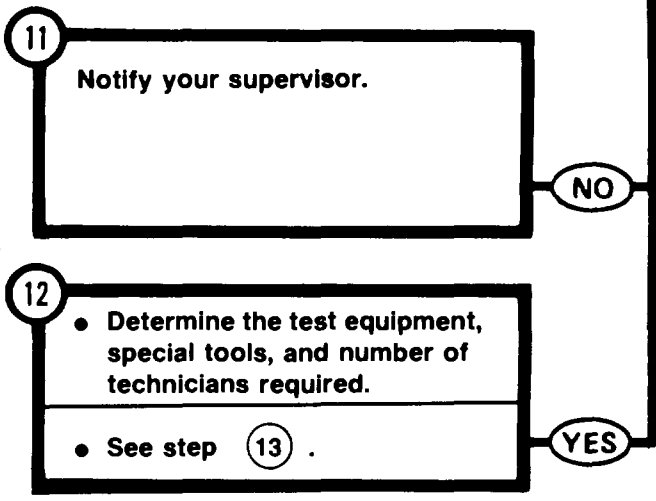 11
Notify your supervisor.
NO
12
● Determine the test equipment,
special tools, and number of
technicians required.
● See step 13 .
YES